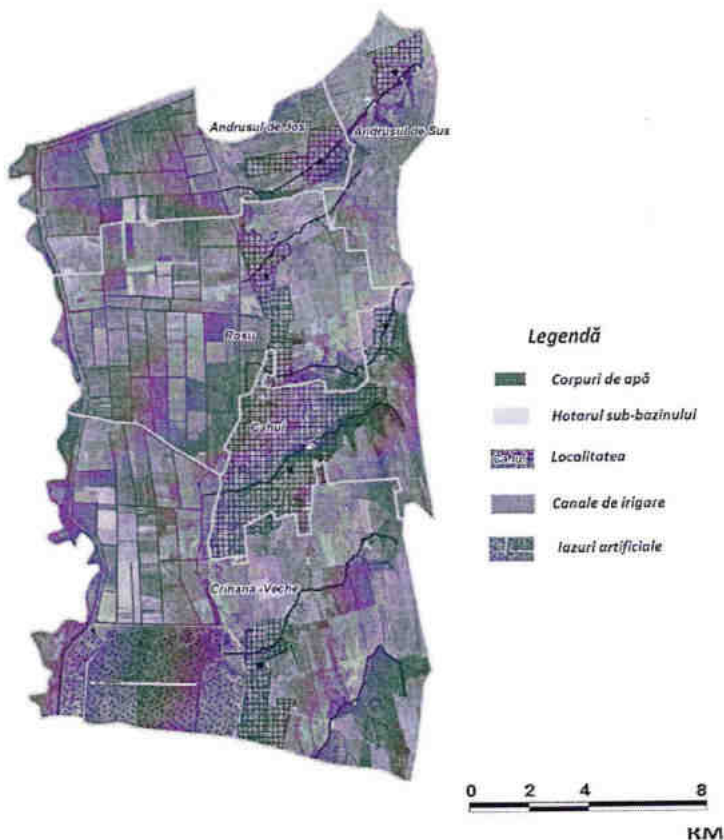 Andrusul de Jos
Andrusul de Sus
Rosu
Cahul
Crihana-Veche
Legendă
Corpuri de apă
Hotarul sub-bazinului
Cahul
Localitatea
Canale de irigare
Iazuri artificiale
0 2 4 8
KM